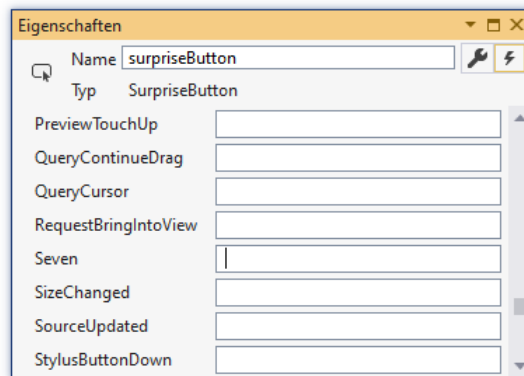 Eigenschaften
Name surpriseButton
Typ SurpriseButton
PreviewTouchUp
QueryContinueDrag
QueryCursor
RequestBringIntoView
Seven
SizeChanged
SourceUpdated
StylusButtonDown